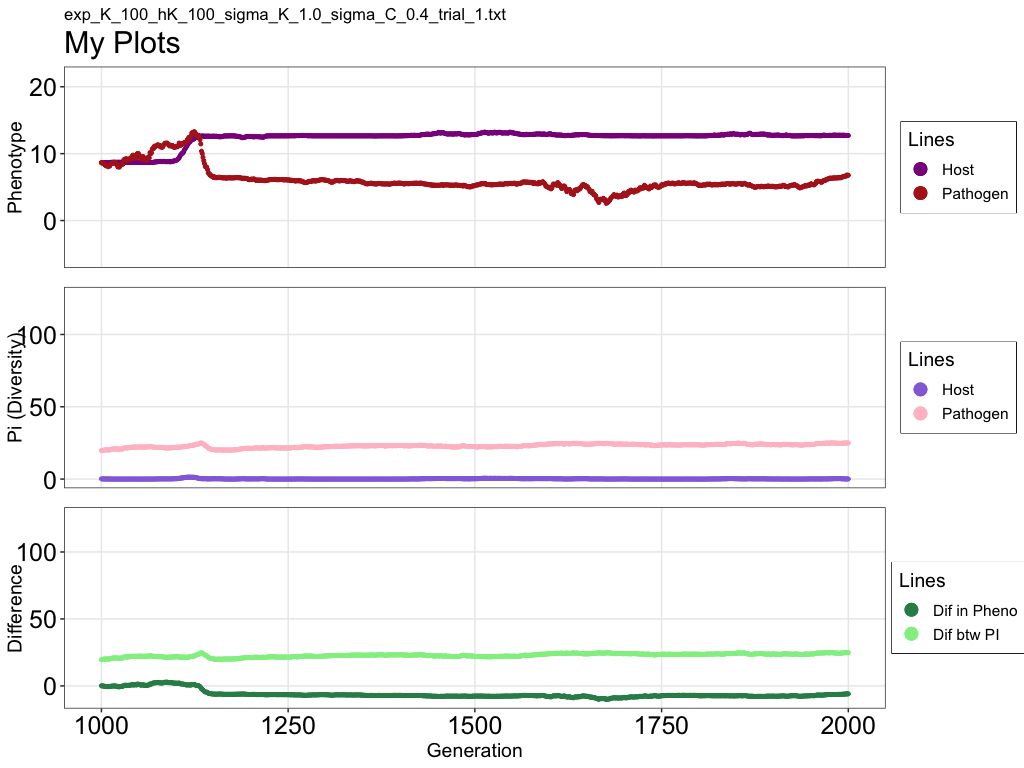 exp_K_100_hK_100_sigma_K_1.0_sigma_C_0.4_trial_1.txt
My Plots
Phenotype
20
10
0
Lines
Host
Pathogen
Pi (Diversity)
100
50
0
Lines
Host
Pathogen
Difference
100
50
0
Lines
Dif in Pheno
Dif btw PI
1000 1250 1500 1750 2000
Generation